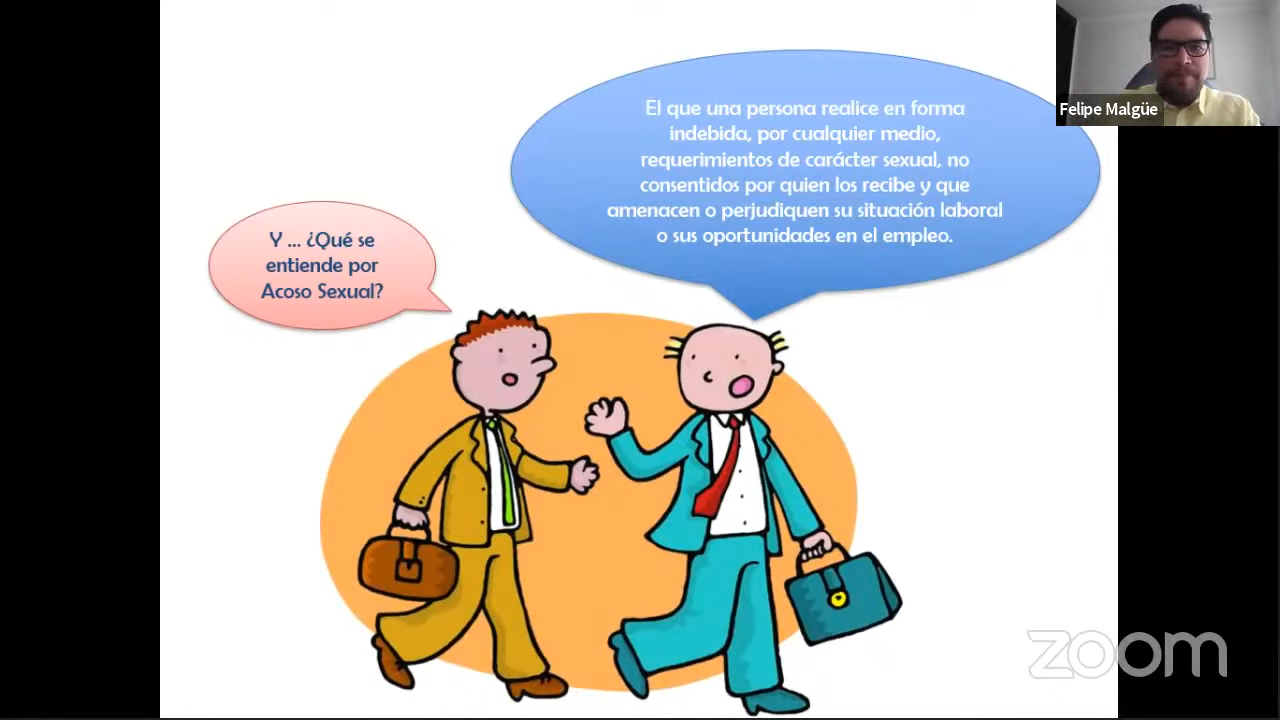 El que una persona realice en forma
indebida, por cualquier medio,
requerimientos de carácter sexual, no
consentidos por quien los recibe y que
amenacen o perjudiquen su situación laboral
o sus oportunidades en el empleo.
Felipe Malgüe
Y ... ¿Qué se
entiende por
Acoso Sexual?
zoom